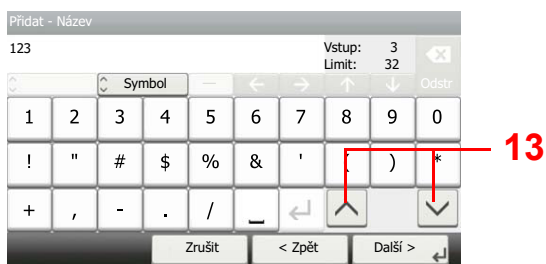 Přidat - Název
123
Vstup: 3
Limit: 32
Symbol
Odstr
1 2 3 4 5 6 7 8 9 0
! " # $ % & ' ( ) *
+ , - . / _
13
Zrušit < Zpět Další >